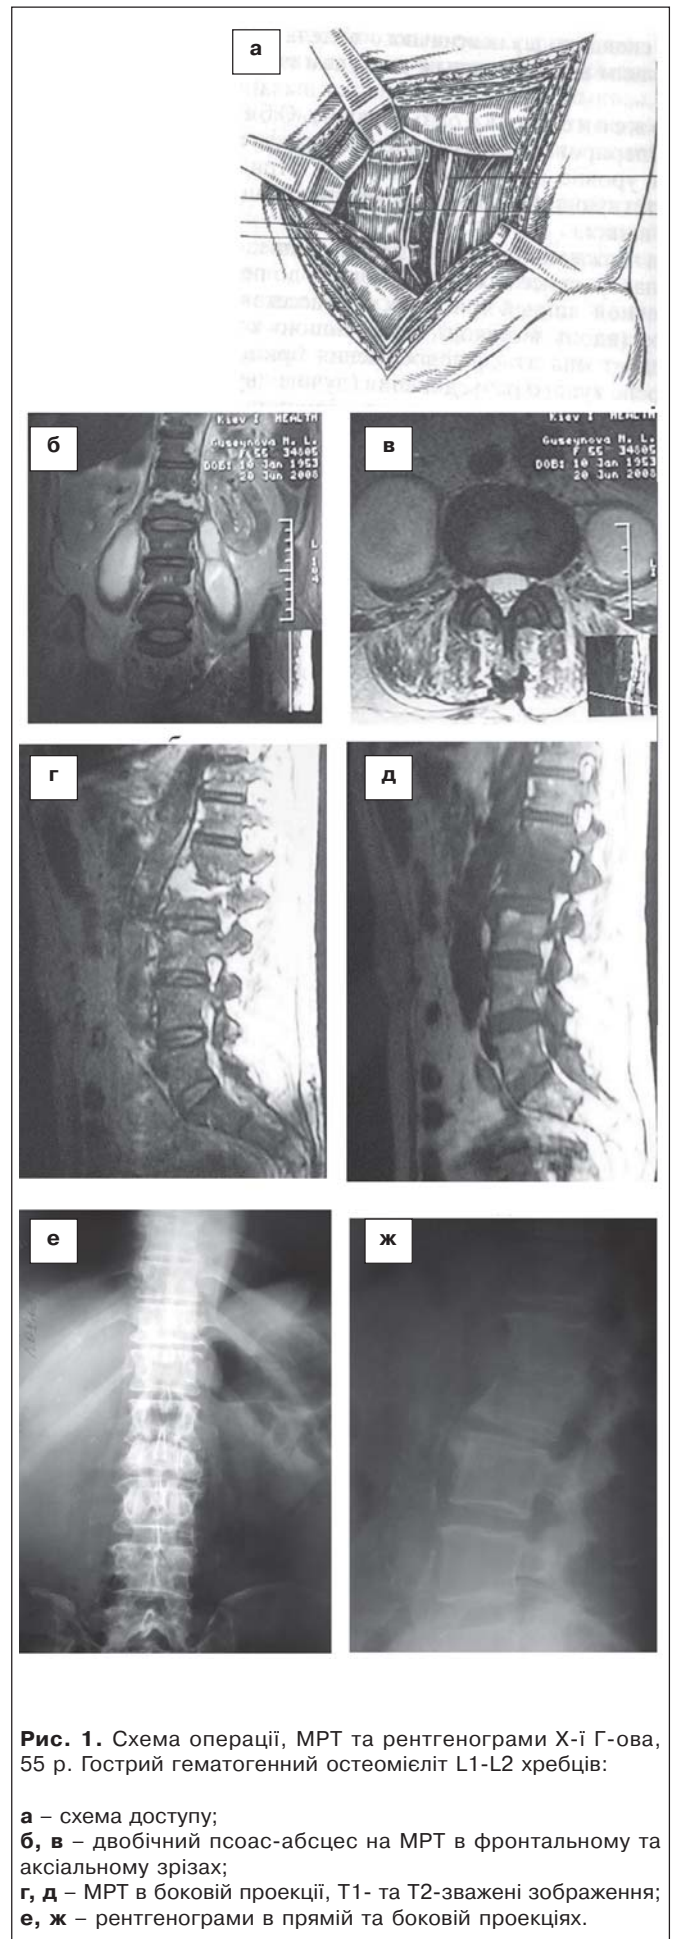 а
б
Kiev I HEALTH
Guseynova N. L.
F 55 34805
DOB: 10 Jan 1953
20 Jun 2008
в
Guseynova N. L.
F 55 34805
DOB: 10 Jan 1953
20 Jun 2008
г
д
е
ж
Рис. 1. Схема операції, МРТ та рентгенограми Х-ї Г-ова,
55 р. Гострий гематогенний остеомієліт L1-L2 хребців:
а – схема доступу;
б, в – двобічний псоас-абсцес на МРТ в фронтальному та
аксіальному зрізах;
г, д – МРТ в боковій проекції, Т1- та Т2-зважені зображення;
е, ж – рентгенограми в прямій та боковій проекціях.